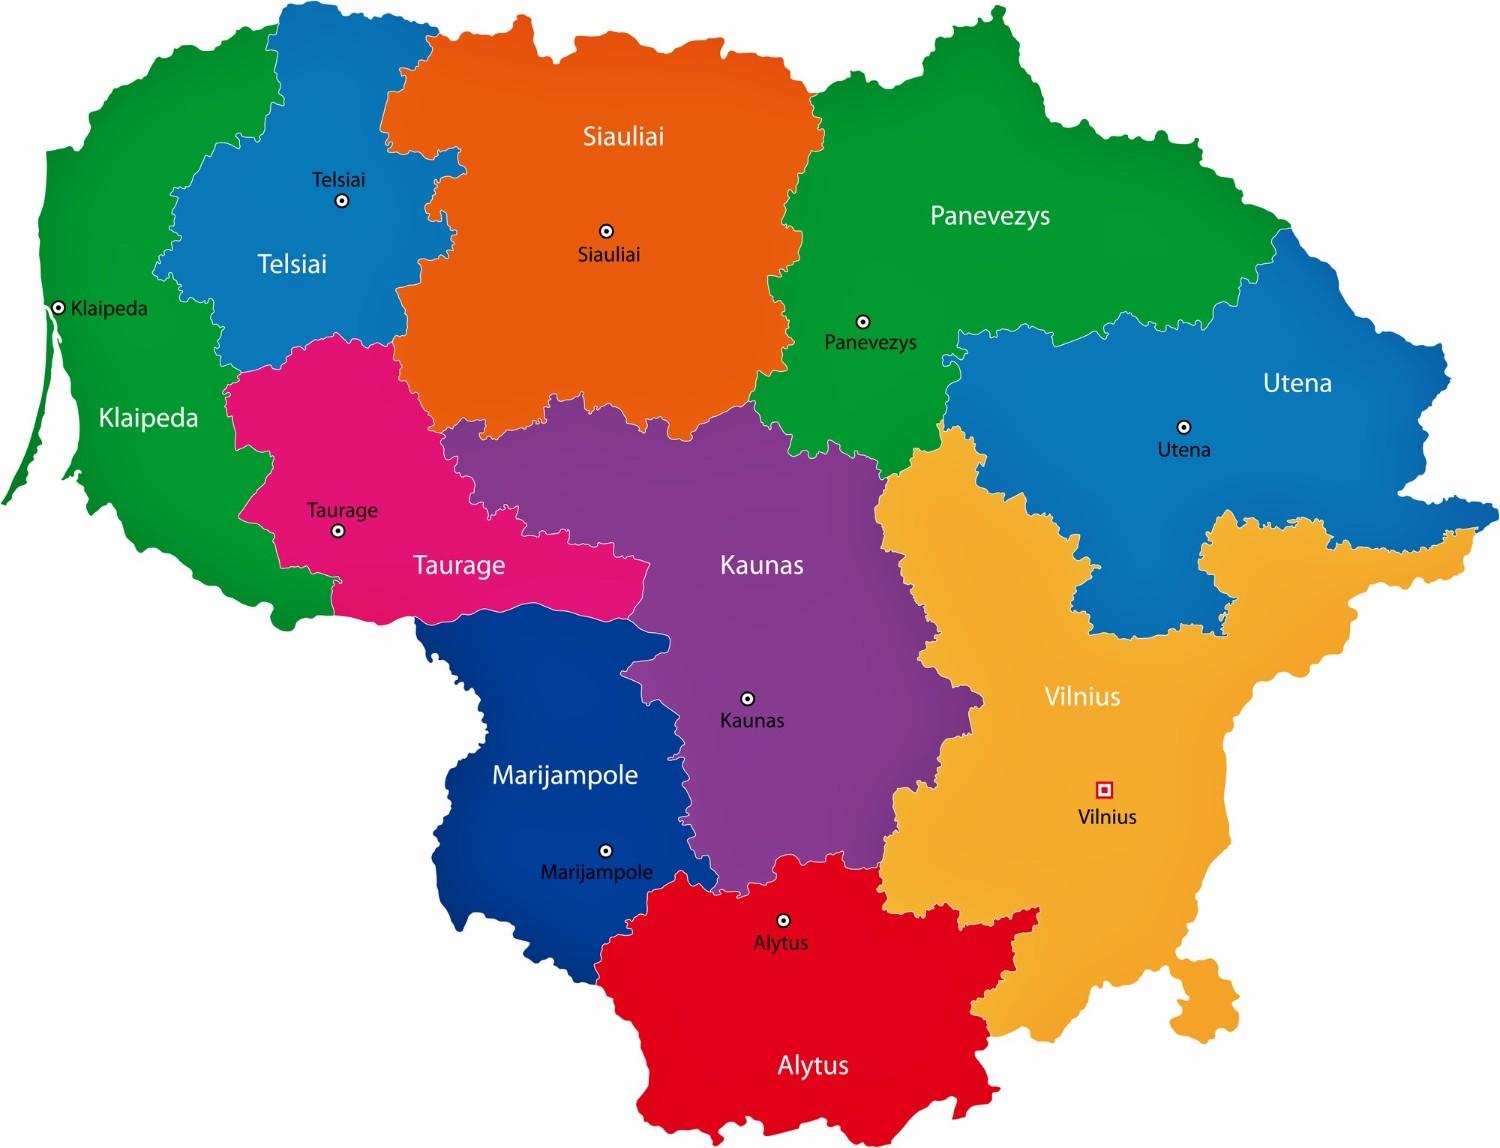 Siauliai
Telsiai
Panevezys
Siauliai
Telsiai
Klaipeda
Panevezys
Utena
Klaipeda
Utena
Taurage
Taurage
Kaunas
Vilnius
Kaunas
Marijampole
Vilnius
Marijampole
Alytus
Alytus